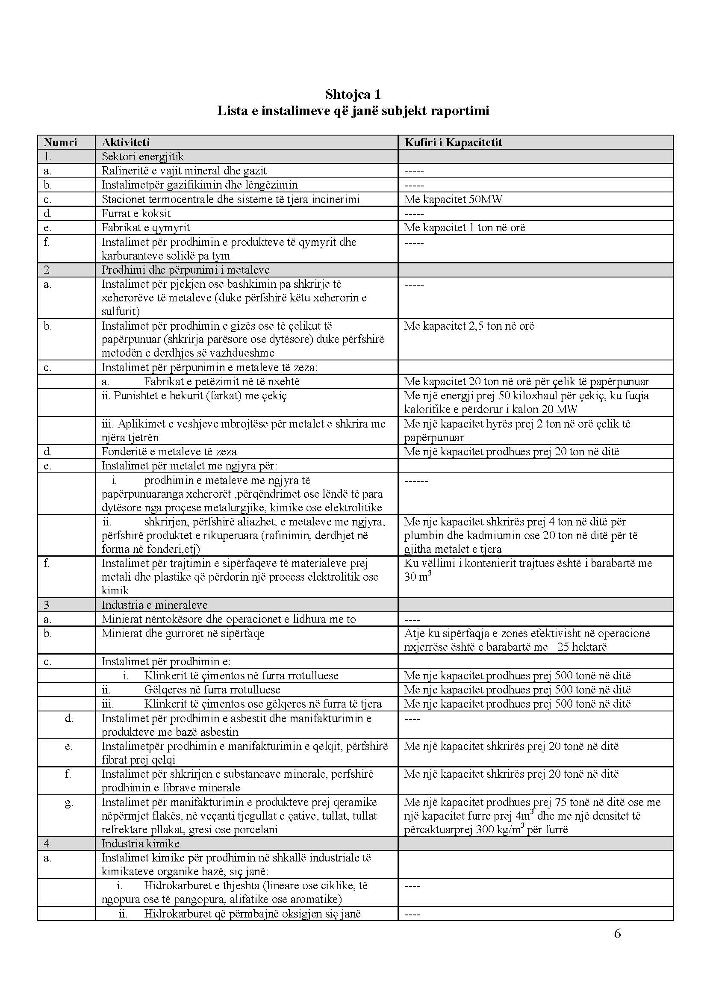 Shtojca 1
Lista e instalimeve që janë subjekt raportimi
Numri Aktiviteti Kufiri i Kapacitetit
1. Sektori energjitik
a. Rafineritë e vajit mineral dhe gazit -----
b. Instalimetpër gazifikimin dhe lëngëzimin -----
c. Stacionet termocentrale dhe sisteme të tjera incinerimi Me kapacitet 50MW
d. Furrat e koksit -----
e. Fabrikat e qymyrit Me kapacitet 1 ton në orë
f. Instalimet për prodhimin e produkteve të qymyrit dhe -----
karburanteve solidë pa tym
2 Prodhimi dhe përpunimi i metaleve
a. Instalimet për pjekjen ose bashkimin pa shkrirje të -----
xeherorëve të metaleve (duke përfshirë këtu xeherorin e
sulfurit)
b. Instalimet për prodhimin e gizës ose të çelikut të Me kapacitet 2,5 ton në orë
papërpunuar (shkrirja parësore ose dytësore) duke përfshirë
metodën e derdhjes së vazhdueshme
c. Instalimet për përpunimin e metaleve të zeza:
a. Fabrikat e petëzimit në të nxehtë Me kapacitet 20 ton në orë për çelik të papërpunuar
ii. Punishtet e hekurit (farkat) me çekiç Me një energji prej 50 kiloxhaul për çekiç, ku fuqia
kalorifike e përdorur i kalon 20 MW
iii. Aplikimet e veshjeve mbrojtëse për metalet e shkrira me Me një kapacitet hyrës prej 2 ton në orë çelik të
njëra tjetrën papërpunuar
d. Fonderitë e metaleve të zeza Me një kapacitet prodhues prej 20 ton në ditë
e. Instalimet për metalet me ngjyra për:
i. prodhimin e metaleve me ngjyra të ------
papërpunuaranga xeherorët ,përqëndrimet ose lëndë të para
dytësore nga proçese metalurgjike, kimike ose elektrolitike
ii. shkrirjen, përfshirë aliazhet, e metaleve me ngjyra, Me nje kapacitet shkrirës prej 4 ton në ditë për
përfshirë produktet e rikuperuara (rafinimin, derdhjet në plumbin dhe kadmiumin ose 20 ton në ditë për të
forma në fonderi,etj) gjitha metalet e tjera
f. Instalimet për trajtimin e sipërfaqeve të materialeve prej Ku vëllimi i kontenierit trajtues është i barabartë me
metali dhe plastike që përdorin një process elektrolitik ose 30 m³
kimik
3 Industria e mineraleve
a. Minierat nëntokësore dhe operacionet e lidhura me to ----
b. Minierat dhe gurroret në sipërfaqe Atje ku sipërfaqja e zones efektivisht në operacione
nxjerrëse është e barabartë me 25 hektarë
c. Instalimet për prodhimin e:
i. Klinkerit të çimentos në furra rrotulluese Me nje kapacitet prodhues prej 500 tonë në ditë
ii. Gëlqeres në furra rrotulluese Me nje kapacitet prodhues prej 500 tonë në ditë
iii. Klinkerit të çimentos ose gëlqeres në furra të tjera Me nje kapacitet prodhues prej 500 tonë në ditë
d. Instalimet për prodhimin e asbestit dhe manifakturimin e ----
produkteve me bazë asbestin
e. Instalimetpër prodhimin e manifakturimin e qelqit, përfshirë Me një kapacitet shkrirës prej 20 tonë në ditë
fibrat prej qelqi
f. Instalimet për shkrirjen e substancave minerale, perfshirë Me një kapacitet shkrirës prej 20 tonë në ditë
prodhimin e fibrave minerale
g. Instalimet për manifakturimin e produkteve prej qeramike Me një kapacitet prodhues prej 75 tonë në ditë ose me
nëpërmjet flakës, në veçanti tjegullat e çative, tullat, tullat një kapacitet furre prej 4m³ dhe me një densitet të
refrektare pllakat, gresi ose porcelani përcaktuarprej 300 kg/m³ për furrë
4 Industria kimike
a. Instalimet kimike për prodhimin në shkallë industriale të
kimikateve organike bazë, siç janë:
i. Hidrokarburet e thjeshta (lineare ose ciklike, të ----
ngopura ose të pangopura, alifatike ose aromatike)
ii. Hidrokarburet që përmbajnë oksigjen siç janë ----
6